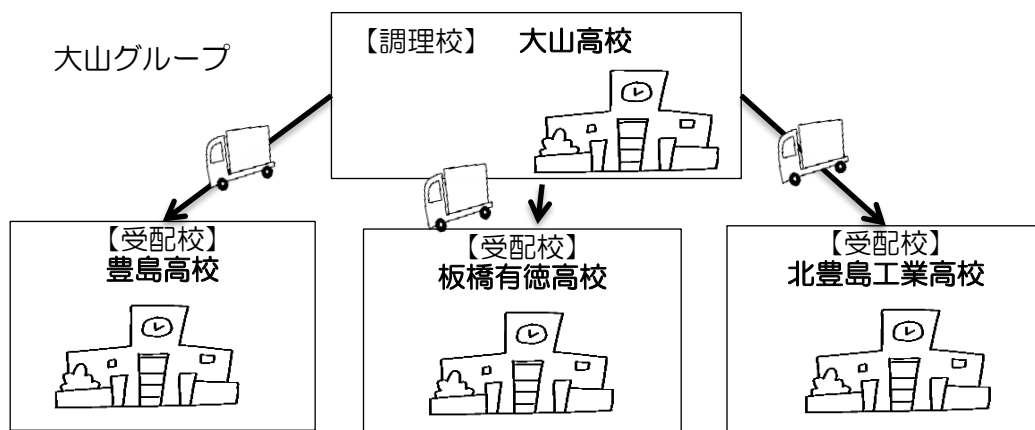 大山グループ
【調理校】 大山高校
【受配校】
豊島高校
【受配校】
板橋有徳高校
【受配校】
北豊島工業高校